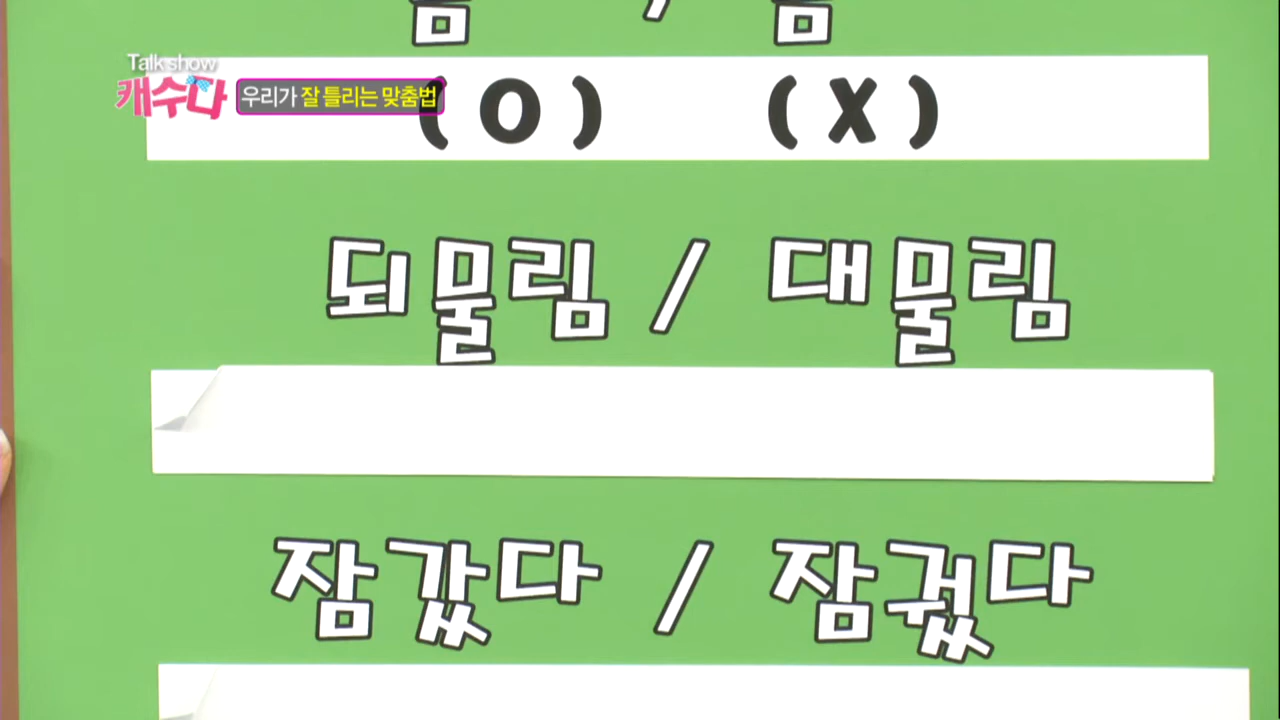 Talk show
캐수다 우리가 잘 틀리는 맞춤법
( O ) ( X )
되물림 / 대물림
잠갔다 / 잠궜다